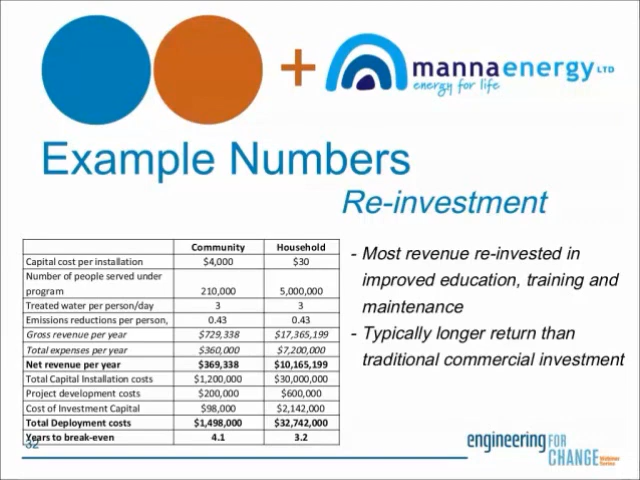 + mannaenergy LTD
energy for life
Example Numbers
Re-investment
Community Household
Capital cost per installation $4,000 $30
Number of people served under
program 210,000 5,000,000
Treated water per person/day 3 3
Emissions reductions per person, 0.43 0.43
Gross revenue per year $729,338 $17,365,199
Total expenses per year $360,000 $7,200,000
Net revenue per year $369,338 $10,165,199
Total Capital Installation costs $1,200,000 $30,000,000
Project development costs $200,000 $600,000
Cost of Investment Capital $98,000 $2,142,000
Total Deployment costs $1,498,000 $32,742,000
Years to break-even 4.1 3.2
- Most revenue re-invested in
improved education, training and
maintenance
- Typically longer return than
traditional commercial investment
32
engineering FOR
CHANGE Webinar
Series